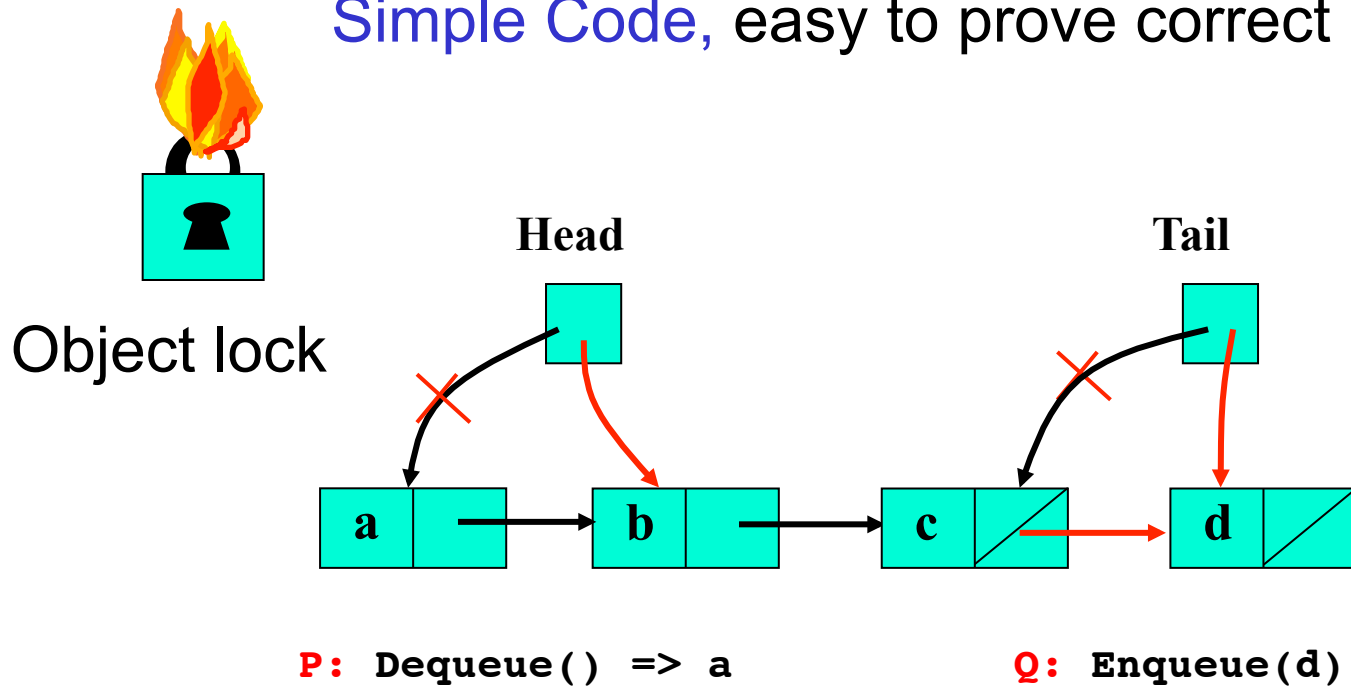 Simple Code, easy to prove correct
Head
Tail
Object lock
a
b
c
d
P: Dequeue() => a
Q: Enqueue(d)